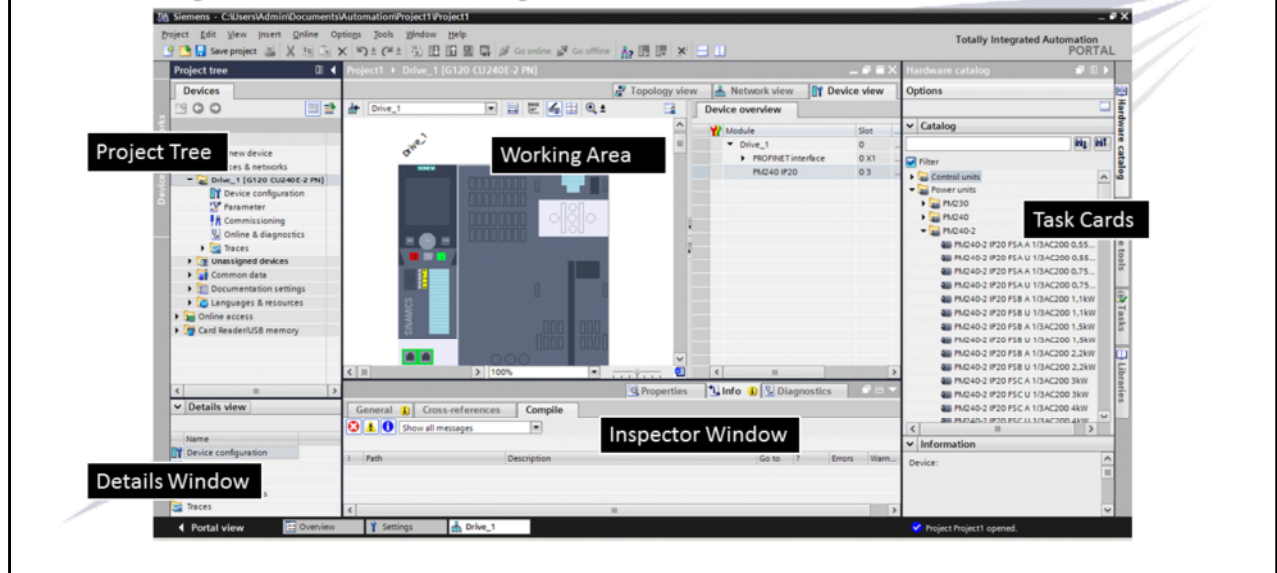 Siemens - C:\Users\Admin\Documents\Automation\Project1\Project1
Project Edit View Insert Online Options Tools Window Help
Totally Integrated Automation
PORTAL
Save project
Go online
Go offline
Project tree
Project1 Drive_1 [G120 CU240E-2 PN]
Hardware catalog
Devices
Topology view
Network view
Device view
Options
Drive_1
Device overview
Module Slot
Catalog
Drive_1 0
PROFINET interface 0 X1
PM240 IP20 0 3
Filter
Project Tree
Working Area
Task Cards
new device
& networks
Drive_1 [G120 CU240E-2 PN]
Device configuration
Parameter
Commissioning
Online & diagnostics
Traces
Unassigned devices
Common data
Documentation settings
Languages & resources
Online access
Card Reader/USB memory
Drive_1
SINAMICS
100%
Control units
Power units
PM230
PM240
PM240-2
PM240-2 IP20 FSA A 1/3AC200 0,55...
PM240-2 IP20 FSA U 1/3AC200 0,55...
PM240-2 IP20 FSA A 1/3AC200 0,75...
PM240-2 IP20 FSA U 1/3AC200 0,75...
PM240-2 IP20 FSB A 1/3AC200 1,1kW
PM240-2 IP20 FSB U 1/3AC200 1,1kW
PM240-2 IP20 FSB A 1/3AC200 1,5kW
PM240-2 IP20 FSB U 1/3AC200 1,5kW
PM240-2 IP20 FSB A 1/3AC200 2,2kW
PM240-2 IP20 FSB U 1/3AC200 2,2kW
PM240-2 IP20 FSC A 1/3AC200 3kW
PM240-2 IP20 FSC U 1/3AC200 3kW
PM240-2 IP20 FSC A 1/3AC200 4kW
PM240-2 IP20 FSC U 1/3AC200 4kW
Hardware catalog
Tasks
Libraries
Properties
Info
Diagnostics
Details view
General
Cross-references
Compile
Show all messages
Inspector Window
Name
Device configuration
Details Window
Traces
! Path Description Go to ? Errors Warn...
Information
Device:
Portal view
Overview
Settings
Drive_1
Project Project1 opened.